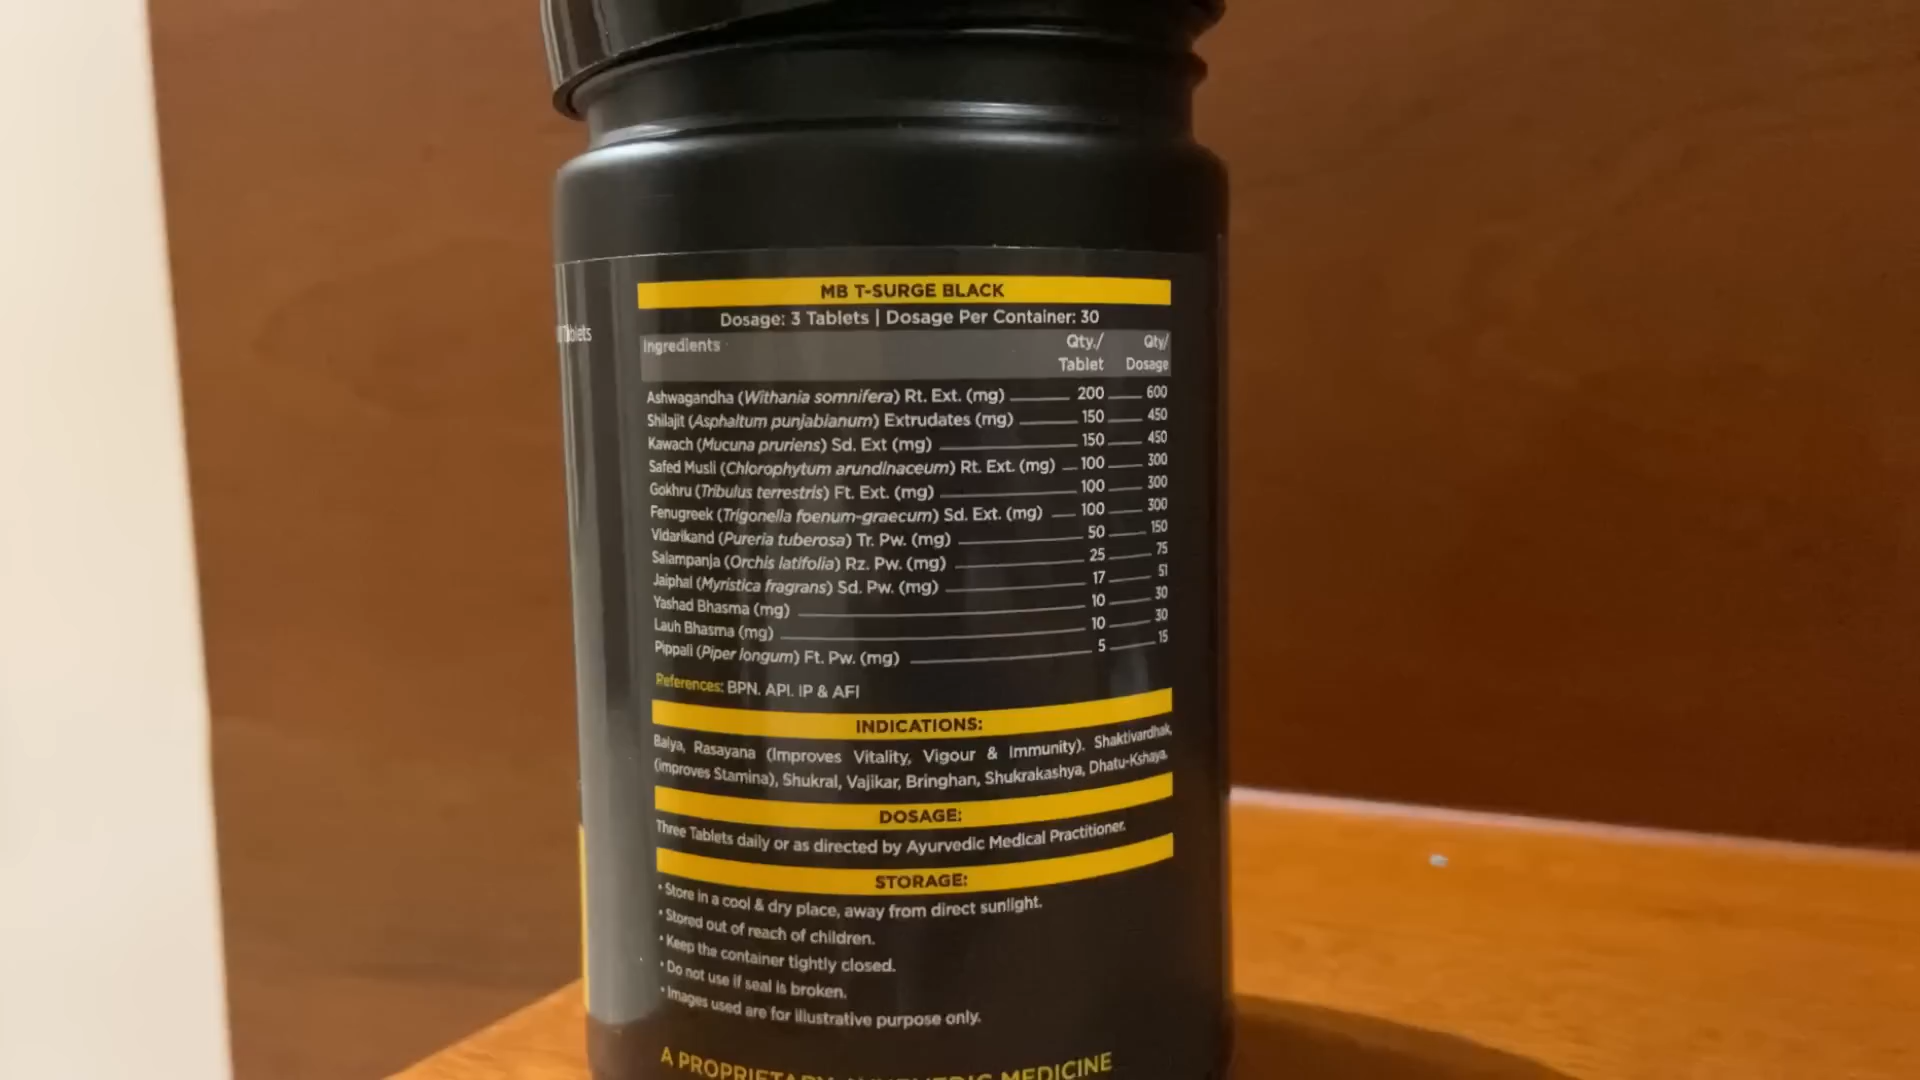 Tablets
MB T-SURGE BLACK
Dosage: 3 Tablets | Dosage Per Container: 30
Ingredients Qty./ Tablet Qty/ Dosage
Ashwagandha (Withania somnifera) Rt. Ext. (mg) 200 600
Shilajit (Asphaltum punjabianum) Extrudates (mg) 150 450
Kawach (Mucuna pruriens) Sd. Ext (mg) 150 450
Safed Musli (Chlorophytum arundinaceum) Rt. Ext. (mg) 100 300
Gokhru (Tribulus terrestris) Ft. Ext. (mg) 100 300
Fenugreek (Trigonella foenum-graecum) Sd. Ext. (mg) 100 300
Vidarikand (Pureria tuberosa) Tr. Pw. (mg) 50 150
Salampanja (Orchis latifolia) Rz. Pw. (mg) 25 75
Jaiphal (Myristica fragrans) Sd. Pw. (mg) 17 51
Yashad Bhasma (mg) 10 30
Lauh Bhasma (mg) 10 30
Pippali (Piper longum) Ft. Pw. (mg) 5 15
References: BPN. API. IP & AFI
INDICATIONS:
Balya, Rasayana (Improves Vitality, Vigour & Immunity). Shaktivardhak,
(improves Stamina), Shukral, Vajikar, Bringhan, Shukrakashya, Dhatu-Kshaya.
DOSAGE:
Three Tablets daily or as directed by Ayurvedic Medical Practitioner.
STORAGE:
• Store in a cool & dry place, away from direct sunlight.
• Stored out of reach of children.
• Keep the container tightly closed.
• Do not use if seal is broken.
• Images used are for illustrative purpose only.
A PROPRIETARY AYURVEDIC MEDICINE